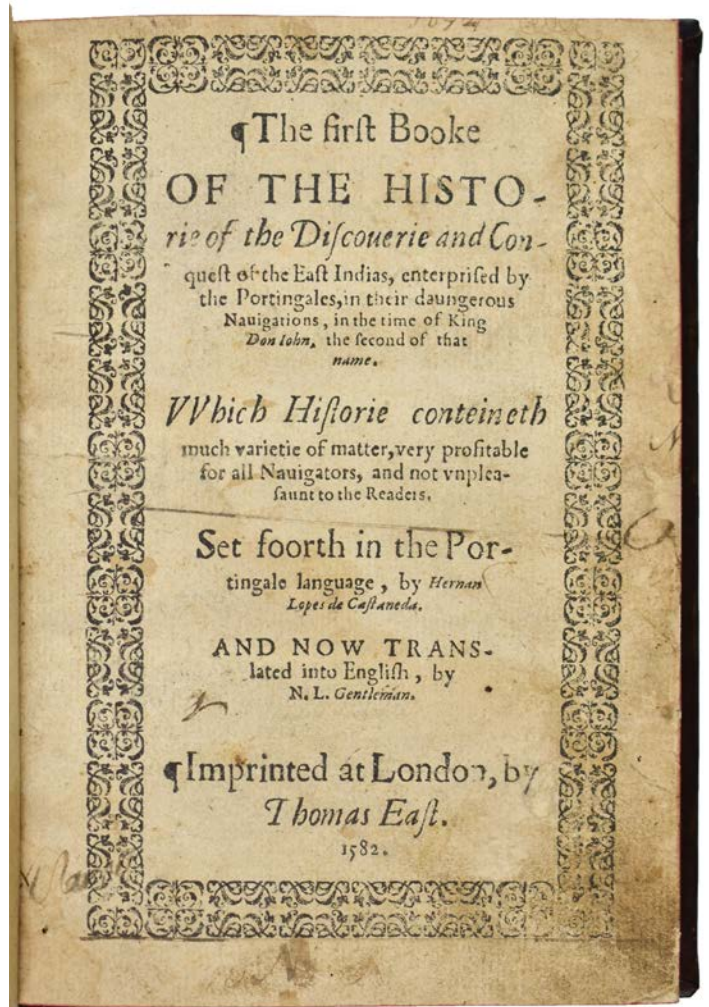 ¶The firſt Booke
OF THE HISTO-
rie of the Diſcouerie and Con-
queſt of the Eaſt Indias, enterpriſed by
the Portingales, in their daungerous
Nauigations, in the time of King
Don Iohn, the ſecond of that
name.
VVhich Hiſtorie conteineth
much varietie of matter, very profitable
for all Nauigators, and not vnplea-
ſaunt to the Readers.
Set foorth in the Por-
tingale language, by Hernan
Lopes de Caſtaneda.
AND NOW TRANS-
lated into Engliſh, by
N. L. Gentleman.
¶Imprinted at London, by
Thomas Eaſt.
1582.